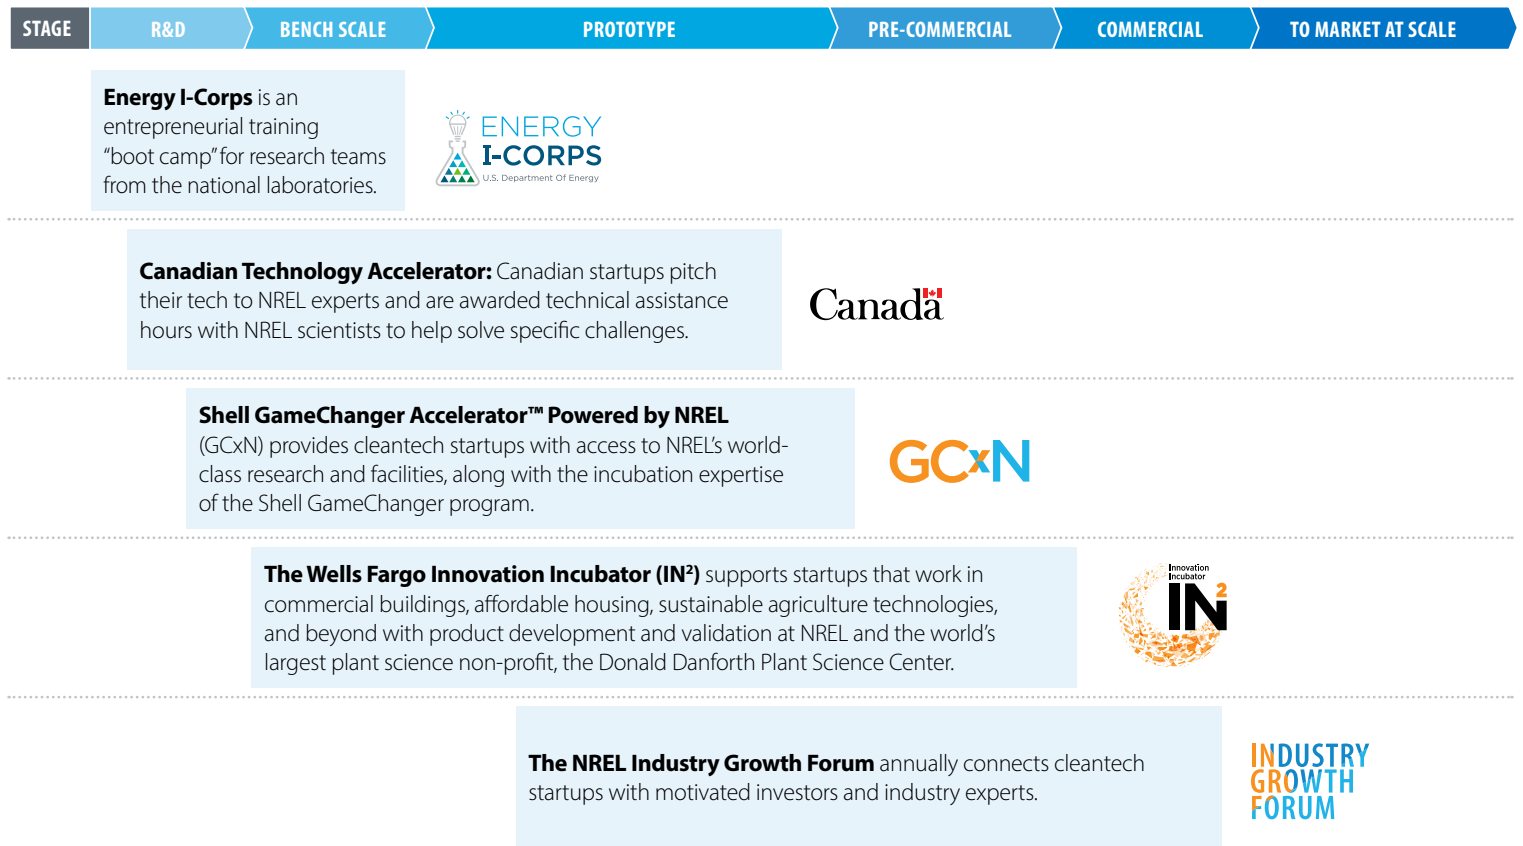 STAGE R&D BENCH SCALE PROTOTYPE PRE-COMMERCIAL COMMERCIAL TO MARKET AT SCALE
Energy I-Corps is an
entrepreneurial training
“boot camp” for research teams
from the national laboratories.
ENERGY
I-CORPS
U.S. Department Of Energy
Canadian Technology Accelerator: Canadian startups pitch
their tech to NREL experts and are awarded technical assistance
hours with NREL scientists to help solve specific challenges.
Canada
Shell GameChanger Accelerator™ Powered by NREL
(GCxN) provides cleantech startups with access to NREL’s world-
class research and facilities, along with the incubation expertise
of the Shell GameChanger program.
GCxN
The Wells Fargo Innovation Incubator (IN²) supports startups that work in
commercial buildings, affordable housing, sustainable agriculture technologies,
and beyond with product development and validation at NREL and the world’s
largest plant science non-profit, the Donald Danforth Plant Science Center.
Innovation
Incubator
IN²
The NREL Industry Growth Forum annually connects cleantech
startups with motivated investors and industry experts.
INDUSTRY
GROWTH
FORUM